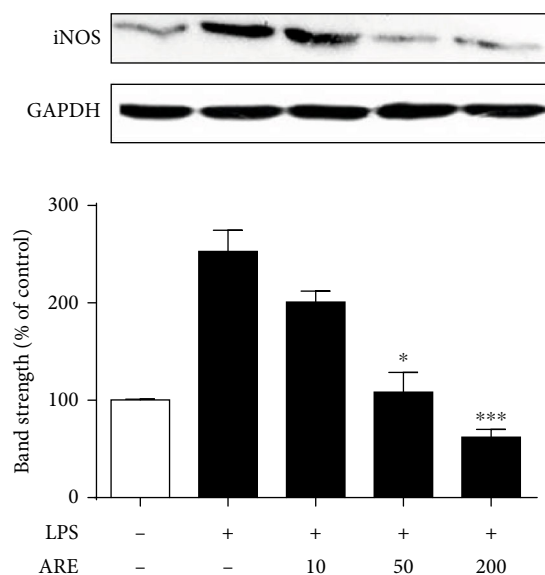 iNOS
GAPDH
Band strength (% of control)
300
200
100
0
*
***
LPS – + + + +
ARE – – 10 50 200